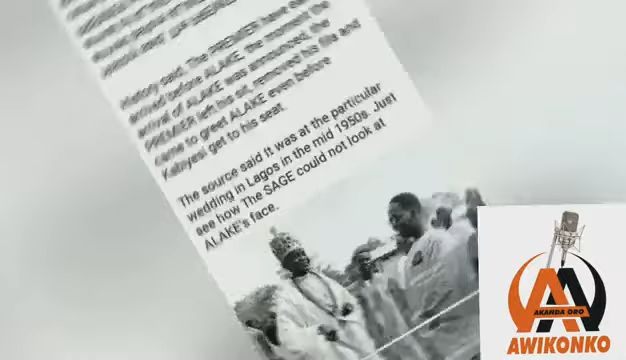 History said, The PREMIER have
arrived before ALAKE, the moment the
arrival of ALAKE was announced, the
PREMIER left his sit, removed his fila and
came to greet ALAKE even before
Kabiyesi get to his seat.
The source said it was at the particular
wedding in Lagos in the mid 1950s. Just
see how The SAGE could not look at
ALAKE's face.
AKANDA ORO
AWIKONKO